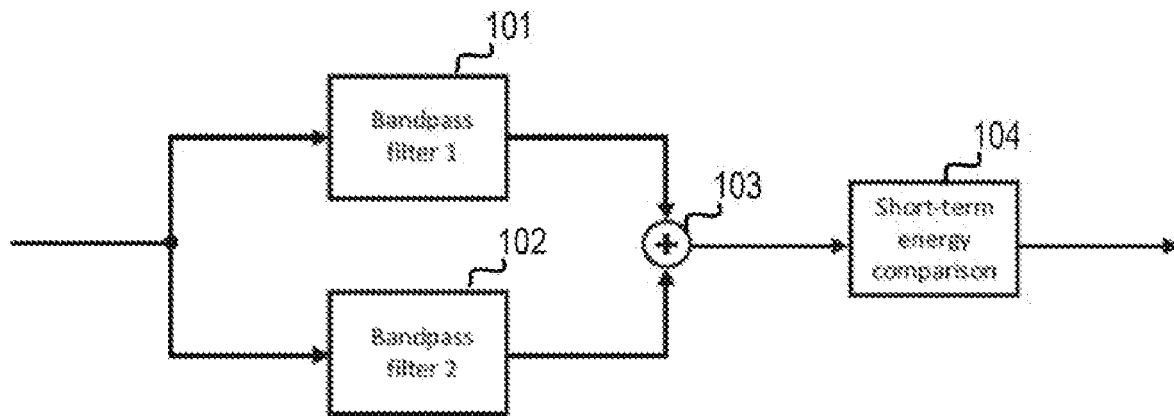 101
Bandpass
filter 1
102
Bandpass
filter 2
103
+
104
Short-term
energy
comparison